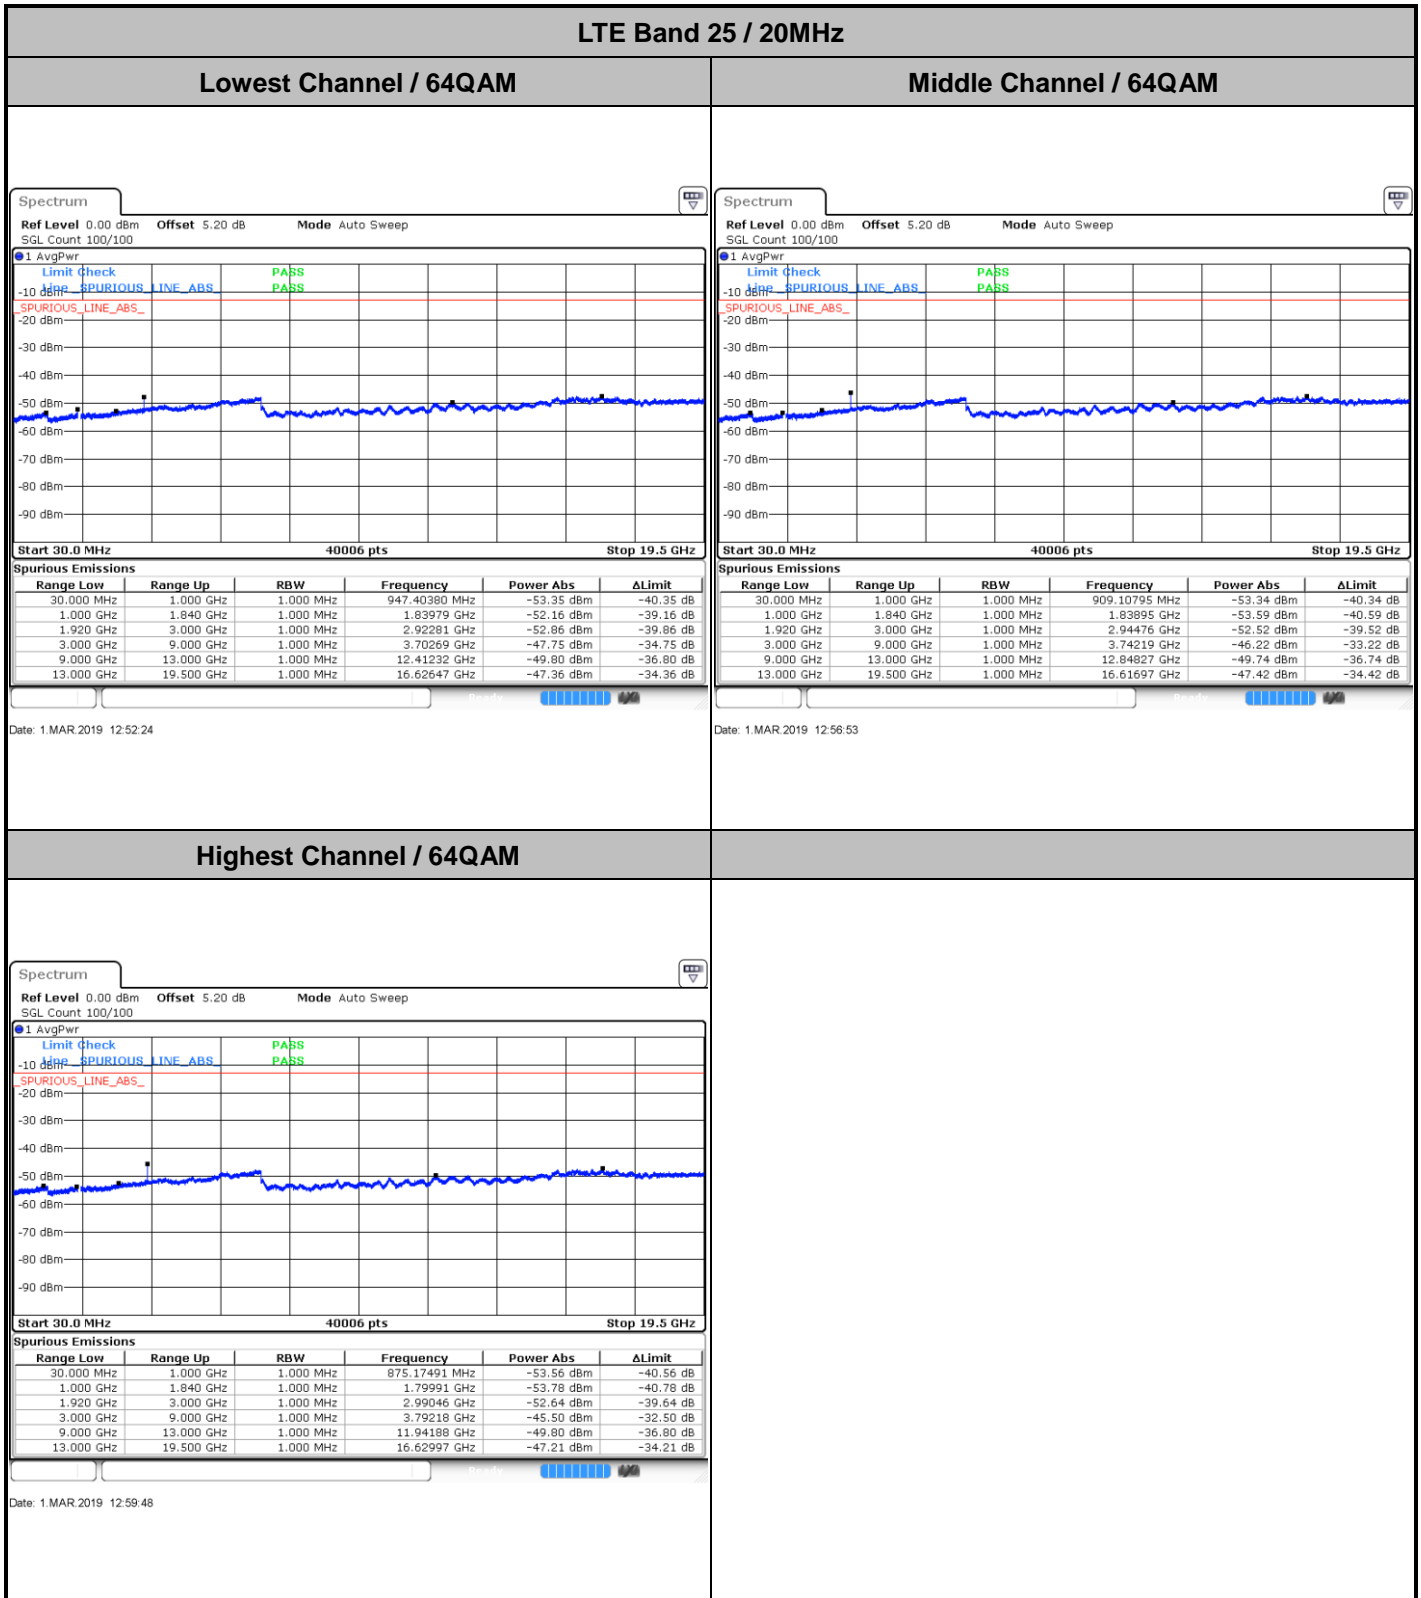 LTE Band 25 / 20MHz
Lowest Channel / 64QAM
Middle Channel / 64QAM
Spectrum
Ref Level 0.00 dBm Offset 5.20 dB Mode Auto Sweep
SGL Count 100/100
1 AvgPwr
Limit Check PASS
Line _SPURIOUS_LINE_ABS_ PASS
-10 dBm
_SPURIOUS_LINE_ABS_
-20 dBm
-30 dBm
-40 dBm
-50 dBm
-60 dBm
-70 dBm
-80 dBm
-90 dBm
Start 30.0 MHz 40006 pts Stop 19.5 GHz
Spurious Emissions
Range Low Range Up RBW Frequency Power Abs ΔLimit
30.000 MHz 1.000 GHz 1.000 MHz 947.40380 MHz -53.35 dBm -40.35 dB
1.000 GHz 1.840 GHz 1.000 MHz 1.83979 GHz -52.16 dBm -39.16 dB
1.920 GHz 3.000 GHz 1.000 MHz 2.92281 GHz -52.86 dBm -39.86 dB
3.000 GHz 9.000 GHz 1.000 MHz 3.70269 GHz -47.75 dBm -34.75 dB
9.000 GHz 13.000 GHz 1.000 MHz 12.41232 GHz -49.80 dBm -36.80 dB
13.000 GHz 19.500 GHz 1.000 MHz 16.62647 GHz -47.36 dBm -34.36 dB
Ready
Date: 1.MAR.2019 12:52:24
Spectrum
Ref Level 0.00 dBm Offset 5.20 dB Mode Auto Sweep
SGL Count 100/100
1 AvgPwr
Limit Check PASS
Line _SPURIOUS_LINE_ABS_ PASS
-10 dBm
_SPURIOUS_LINE_ABS_
-20 dBm
-30 dBm
-40 dBm
-50 dBm
-60 dBm
-70 dBm
-80 dBm
-90 dBm
Start 30.0 MHz 40006 pts Stop 19.5 GHz
Spurious Emissions
Range Low Range Up RBW Frequency Power Abs ΔLimit
30.000 MHz 1.000 GHz 1.000 MHz 909.10795 MHz -53.34 dBm -40.34 dB
1.000 GHz 1.840 GHz 1.000 MHz 1.83895 GHz -53.59 dBm -40.59 dB
1.920 GHz 3.000 GHz 1.000 MHz 2.94476 GHz -52.52 dBm -39.52 dB
3.000 GHz 9.000 GHz 1.000 MHz 3.74219 GHz -46.22 dBm -33.22 dB
9.000 GHz 13.000 GHz 1.000 MHz 12.84827 GHz -49.74 dBm -36.74 dB
13.000 GHz 19.500 GHz 1.000 MHz 16.61697 GHz -47.42 dBm -34.42 dB
Ready
Date: 1.MAR.2019 12:56:53
Highest Channel / 64QAM
Spectrum
Ref Level 0.00 dBm Offset 5.20 dB Mode Auto Sweep
SGL Count 100/100
1 AvgPwr
Limit Check PASS
Line _SPURIOUS_LINE_ABS_ PASS
-10 dBm
_SPURIOUS_LINE_ABS_
-20 dBm
-30 dBm
-40 dBm
-50 dBm
-60 dBm
-70 dBm
-80 dBm
-90 dBm
Start 30.0 MHz 40006 pts Stop 19.5 GHz
Spurious Emissions
Range Low Range Up RBW Frequency Power Abs ΔLimit
30.000 MHz 1.000 GHz 1.000 MHz 875.17491 MHz -53.56 dBm -40.56 dB
1.000 GHz 1.840 GHz 1.000 MHz 1.79991 GHz -53.78 dBm -40.78 dB
1.920 GHz 3.000 GHz 1.000 MHz 2.99046 GHz -52.64 dBm -39.64 dB
3.000 GHz 9.000 GHz 1.000 MHz 3.79218 GHz -45.50 dBm -32.50 dB
9.000 GHz 13.000 GHz 1.000 MHz 11.94188 GHz -49.80 dBm -36.80 dB
13.000 GHz 19.500 GHz 1.000 MHz 16.62997 GHz -47.21 dBm -34.21 dB
Ready
Date: 1.MAR.2019 12:59:48